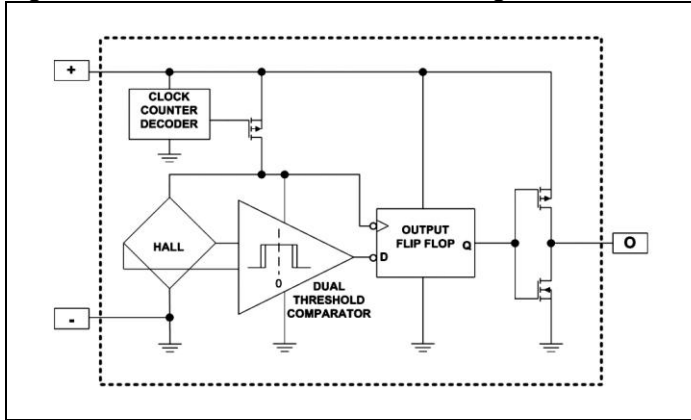 +
CLOCK
COUNTER
DECODER
HALL
0
DUAL
THRESHOLD
COMPARATOR
D
OUTPUT
FLIP FLOP
Q
O
-